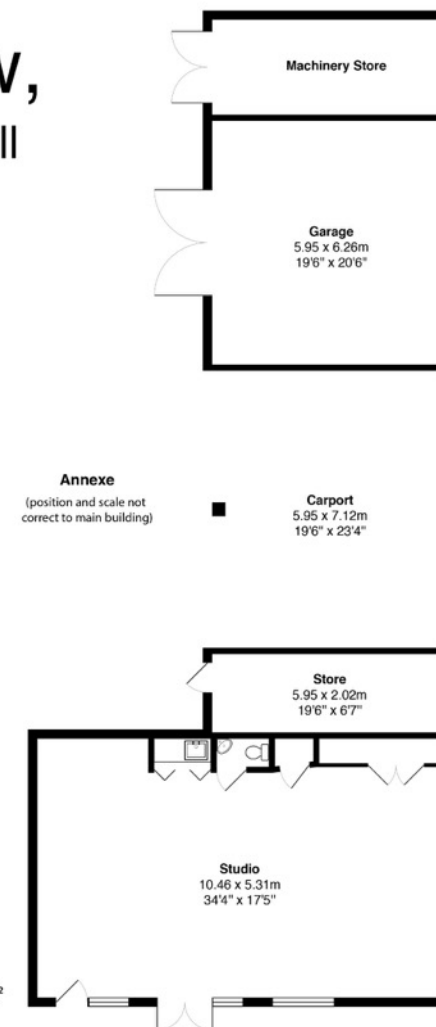 Machinery Store
Garage
5.95 x 6.26m
19'6" x 20'6"
Annexe
(position and scale not
correct to main building)
Carport
5.95 x 7.12m
19'6" x 23'4"
Store
5.95 x 2.02m
19'6" x 6'7"
Studio
10.46 x 5.31m
34'4" x 17'5"